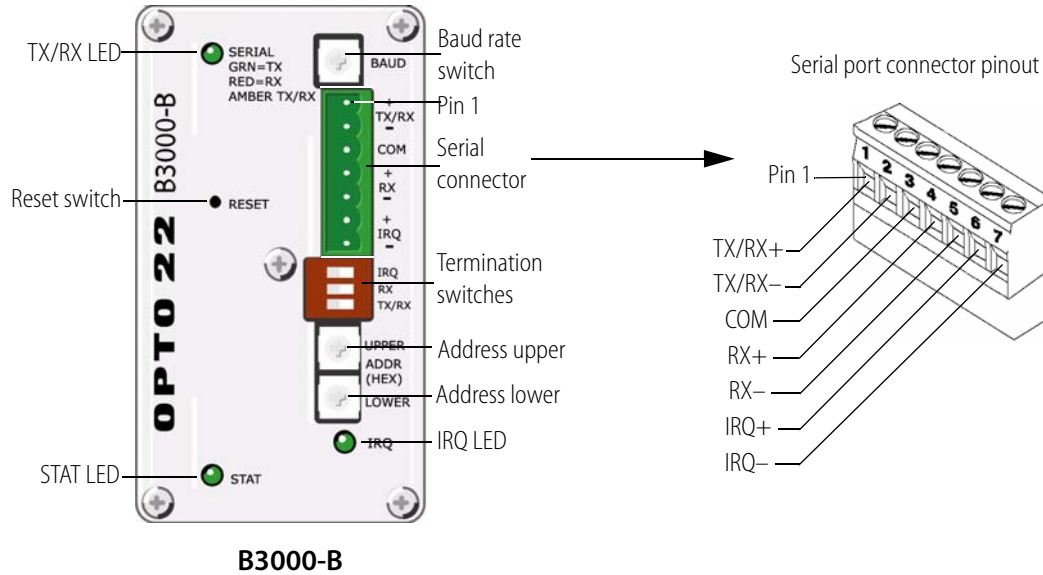 TX/RX LED
SERIAL
GRN=TX
RED=RX
AMBER TX/RX
BAUD
Baud rate
switch
Pin 1
+
TX/RX
−
COM
+
RX
−
+
IRQ
−
Serial
connector
Reset switch
RESET
B3000-B
OPTO 22
IRQ
RX
TX/RX
Termination
switches
UPPER
ADDR
(HEX)
LOWER
Address upper
Address lower
IRQ
IRQ LED
STAT LED
STAT
B3000-B
Serial port connector pinout
Pin 1
1 2 3 4 5 6 7
TX/RX+
TX/RX–
COM
RX+
RX–
IRQ+
IRQ–